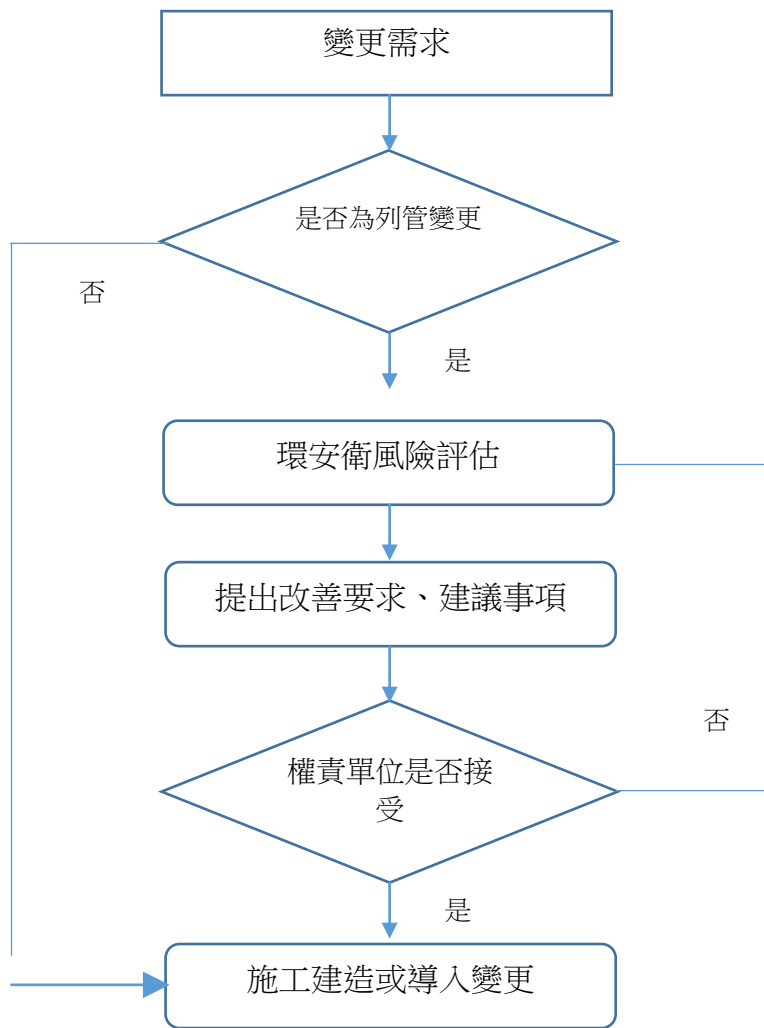 變更需求
是否為列管變更
否
是
環安衛風險評估
提出改善要求、建議事項
否
權責單位是否接
受
是
施工建造或導入變更